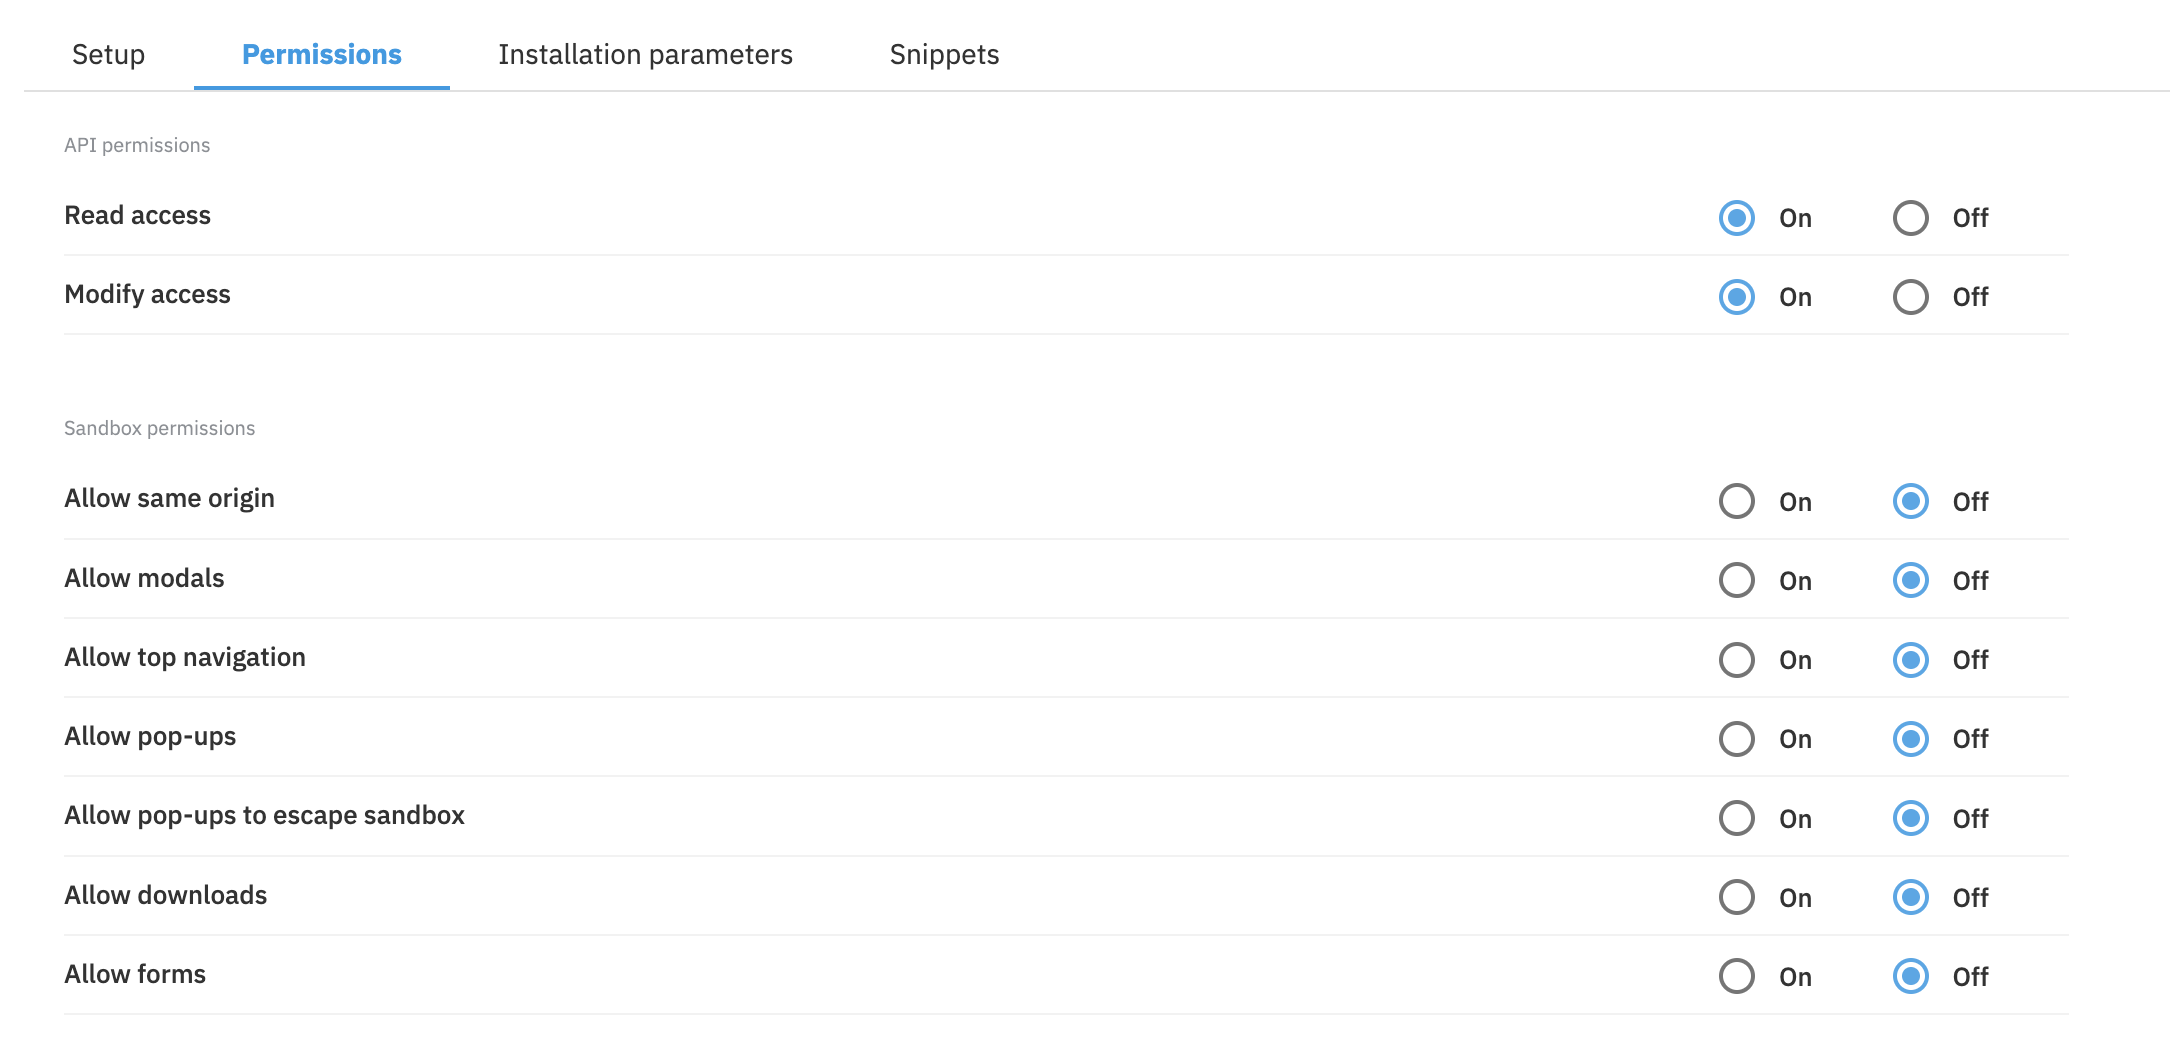 Setup Permissions Installation parameters Snippets
API permissions
Read access On Off
Modify access On Off
Sandbox permissions
Allow same origin On Off
Allow modals On Off
Allow top navigation On Off
Allow pop-ups On Off
Allow pop-ups to escape sandbox On Off
Allow downloads On Off
Allow forms On Off